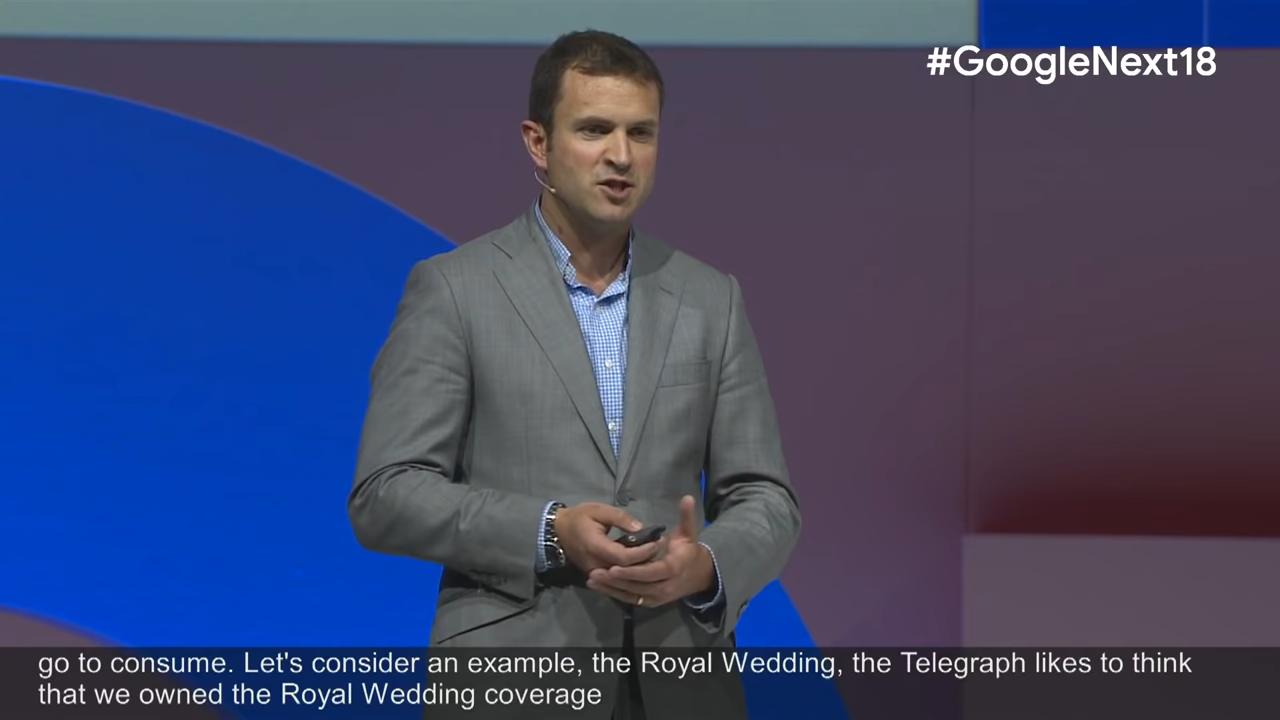 #GoogleNext18
go to consume. Let's consider an example, the Royal Wedding, the Telegraph likes to think
that we owned the Royal Wedding coverage